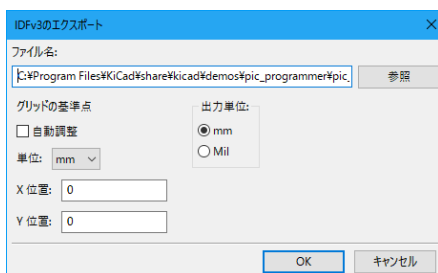 IDFv3のエクスポート
ファイル名:
C:¥Program Files¥KiCad¥share¥kicad¥demos¥pic_programmer¥pic_
参照
グリッドの基準点
自動調整
単位: mm
X 位置: 0
Y 位置: 0
出力単位:
mm
Mil
OK
キャンセル